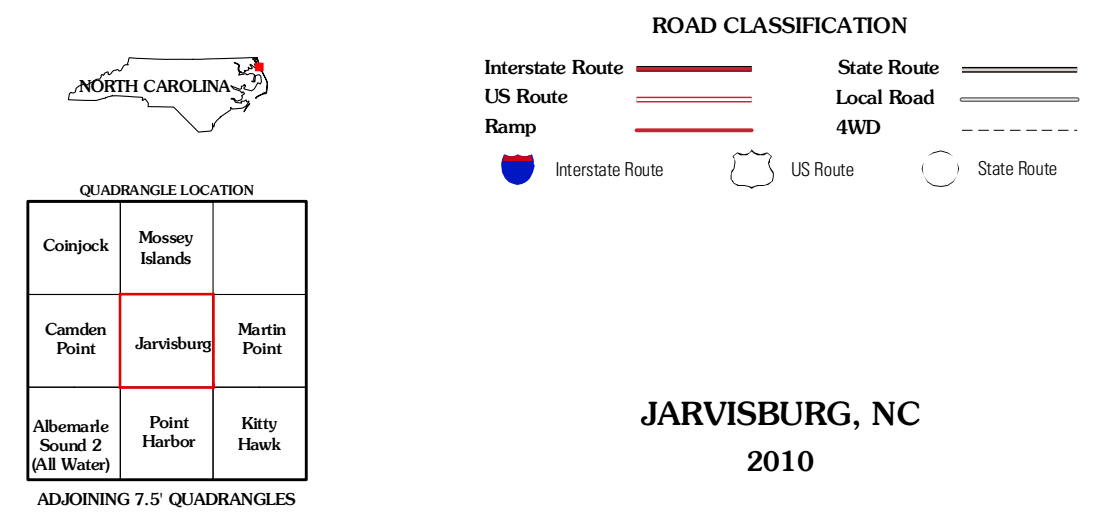 NORTH CAROLINA
QUADRANGLE LOCATION
Coinjock
Mossey
Islands
Camden
Point
Jarvisburg
Martin
Point
Albemarle
Sound 2
(All Water)
Point
Harbor
Kitty
Hawk
ADJOINING 7.5' QUADRANGLES
ROAD CLASSIFICATION
Interstate Route
State Route
US Route
Local Road
Ramp
4WD
Interstate Route
US Route
State Route
JARVISBURG, NC
2010